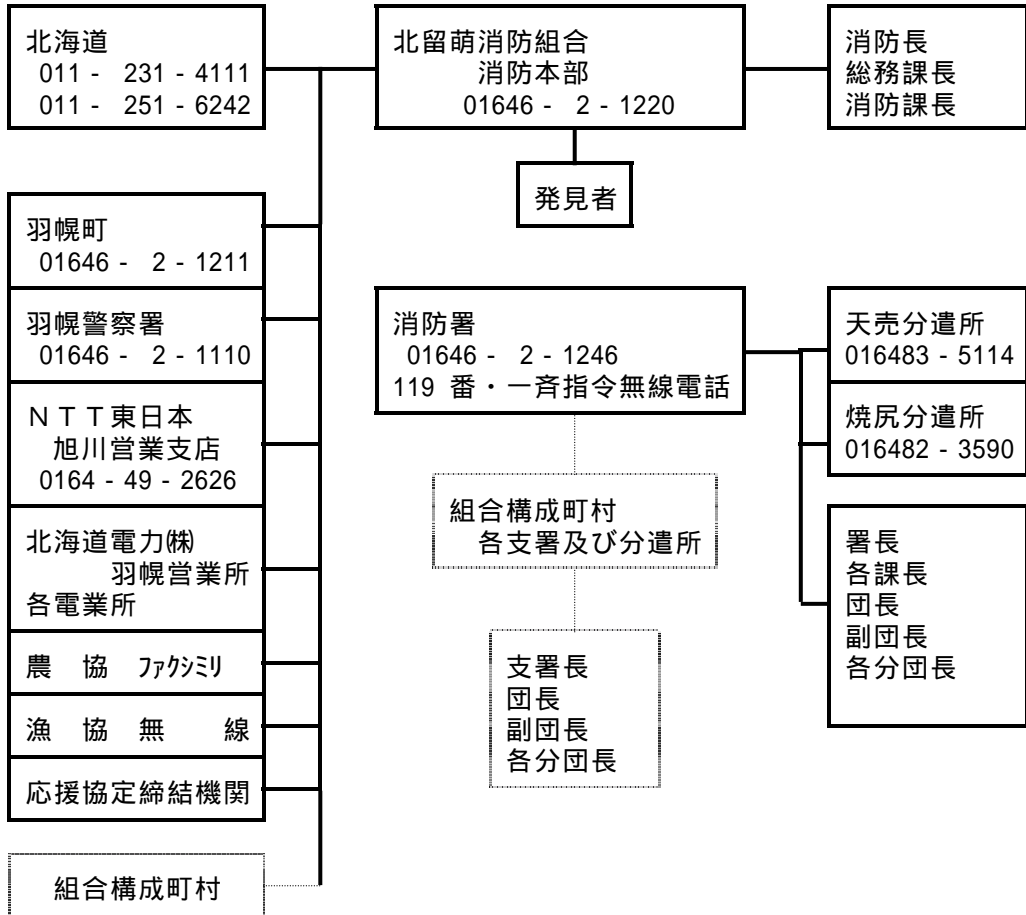 北海道
011 - 231 - 4111
011 - 251 - 6242
北留萌消防組合
消防本部
01646 - 2 - 1220
消防長
総務課長
消防課長
発見者
羽幌町
01646 - 2 - 1211
羽幌警察署
01646 - 2 - 1110
ＮＴＴ東日本
旭川営業支店
0164 - 49 - 2626
北海道電力㈱
羽幌営業所
各電業所
農　協　ﾌｧｸｼﾐﾘ
漁　協　無　　線
応援協定締結機関
組合構成町村
消防署
01646 - 2 - 1246
119 番・一斉指令無線電話
組合構成町村
各支署及び分遣所
支署長
団長
副団長
各分団長
天売分遣所
016483 - 5114
焼尻分遣所
016482 - 3590
署長
各課長
団長
副団長
各分団長